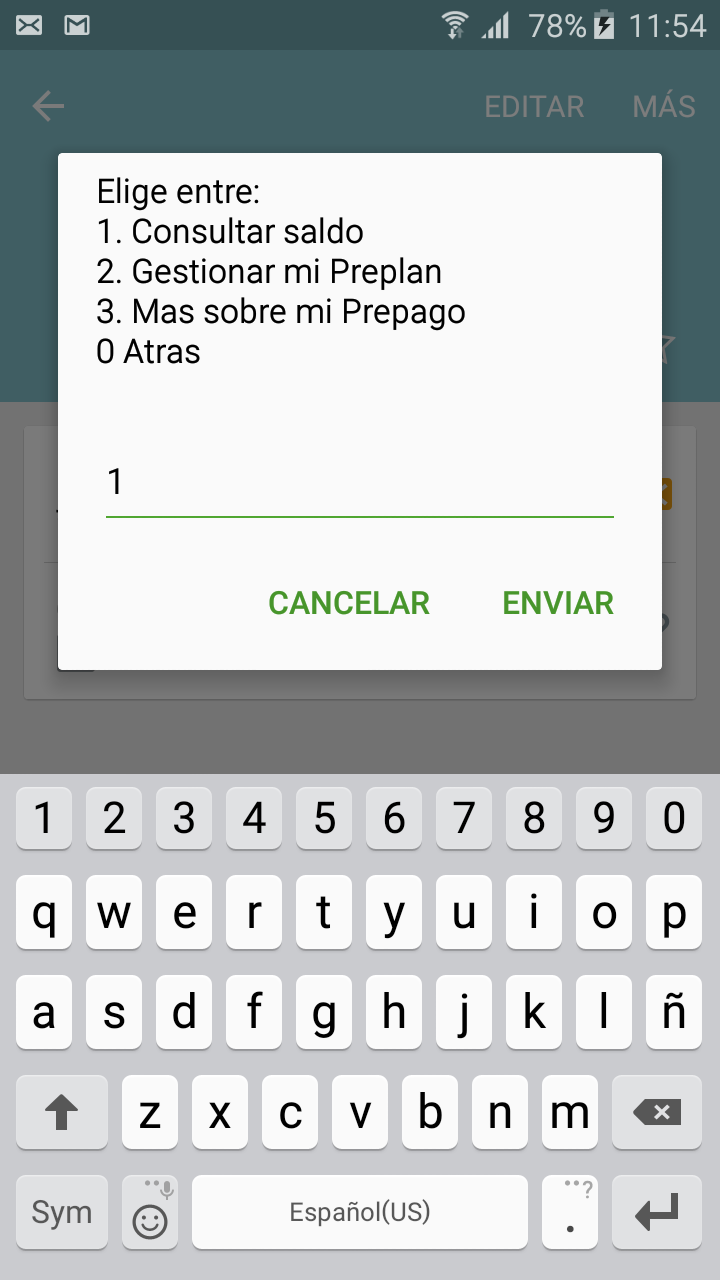 78% 11:54
EDITAR MÁS
Elige entre:
1. Consultar saldo
2. Gestionar mi Preplan
3. Mas sobre mi Prepago
0 Atras
1
CANCELAR ENVIAR
1 2 3 4 5 6 7 8 9 0
q w e r t y u i o p
a s d f g h j k l ñ
z x c v b n m
Sym Español(US) . ?